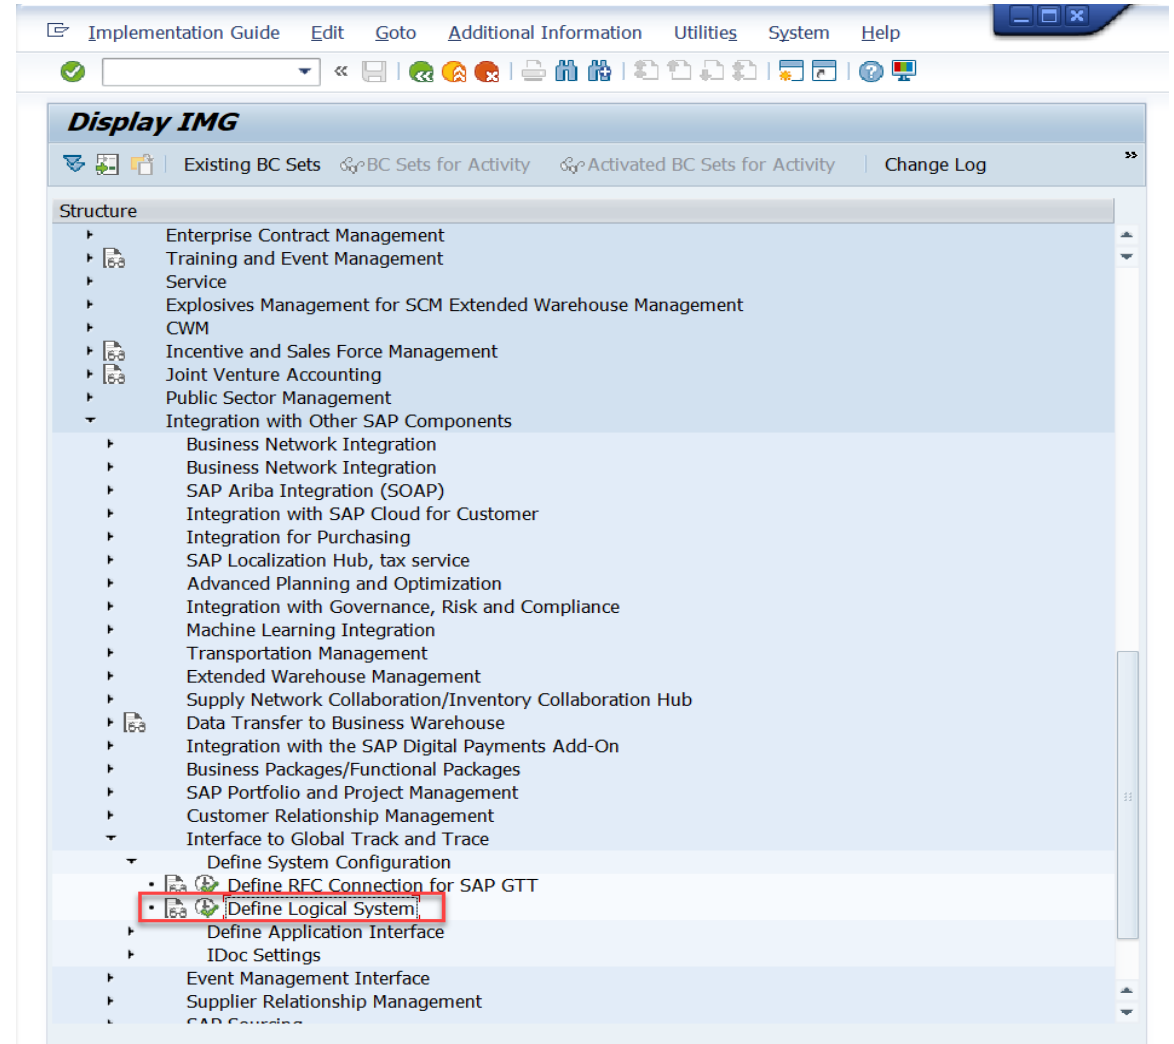 Implementation Guide Edit Goto Additional Information Utilities System Help
Display IMG
Existing BC Sets BC Sets for Activity Activated BC Sets for Activity Change Log
Structure
Enterprise Contract Management
Training and Event Management
Service
Explosives Management for SCM Extended Warehouse Management
CWM
Incentive and Sales Force Management
Joint Venture Accounting
Public Sector Management
Integration with Other SAP Components
Business Network Integration
Business Network Integration
SAP Ariba Integration (SOAP)
Integration with SAP Cloud for Customer
Integration for Purchasing
SAP Localization Hub, tax service
Advanced Planning and Optimization
Integration with Governance, Risk and Compliance
Machine Learning Integration
Transportation Management
Extended Warehouse Management
Supply Network Collaboration/Inventory Collaboration Hub
Data Transfer to Business Warehouse
Integration with the SAP Digital Payments Add-On
Business Packages/Functional Packages
SAP Portfolio and Project Management
Customer Relationship Management
Interface to Global Track and Trace
Define System Configuration
Define RFC Connection for SAP GTT
Define Logical System
Define Application Interface
IDoc Settings
Event Management Interface
Supplier Relationship Management
SAP Sourcing